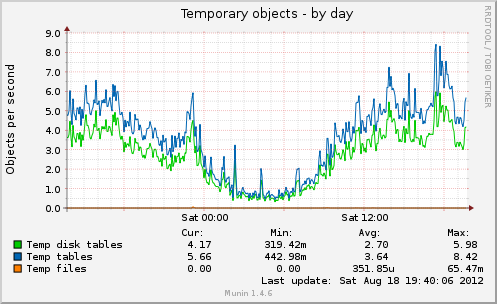 Temporary objects - by day
RRDTOOL / TOBI OETIKER
Objects per second
9.0
8.0
7.0
6.0
5.0
4.0
3.0
2.0
1.0
0.0
Sat 00:00 Sat 12:00
Cur: Min: Avg: Max:
Temp disk tables 4.17 319.42m 2.70 5.98
Temp tables 5.66 442.98m 3.64 8.42
Temp files 0.00 0.00 351.85u 65.47m
Last update: Sat Aug 18 19:40:06 2012
Munin 1.4.6